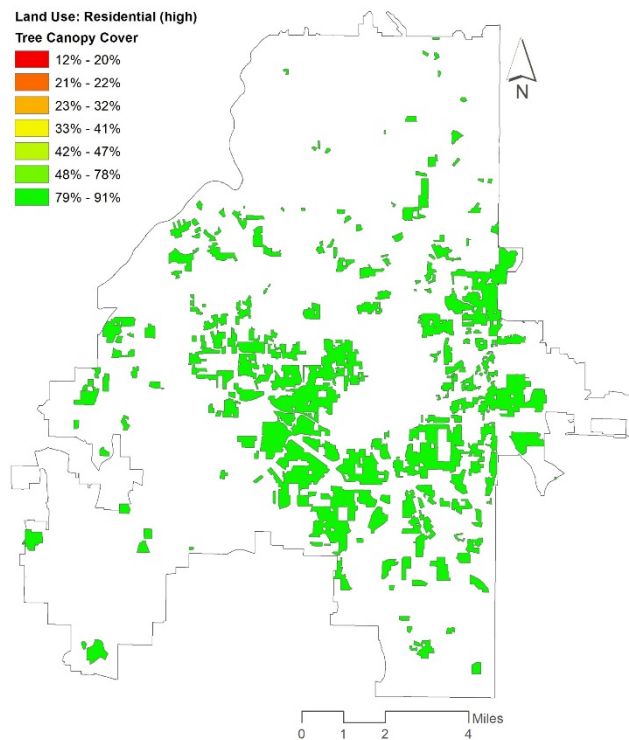 Land Use: Residential (high)
Tree Canopy Cover
12% - 20%
21% - 22%
23% - 32%
33% - 41%
42% - 47%
48% - 78%
79% - 91%
N
Miles
0 1 2 4